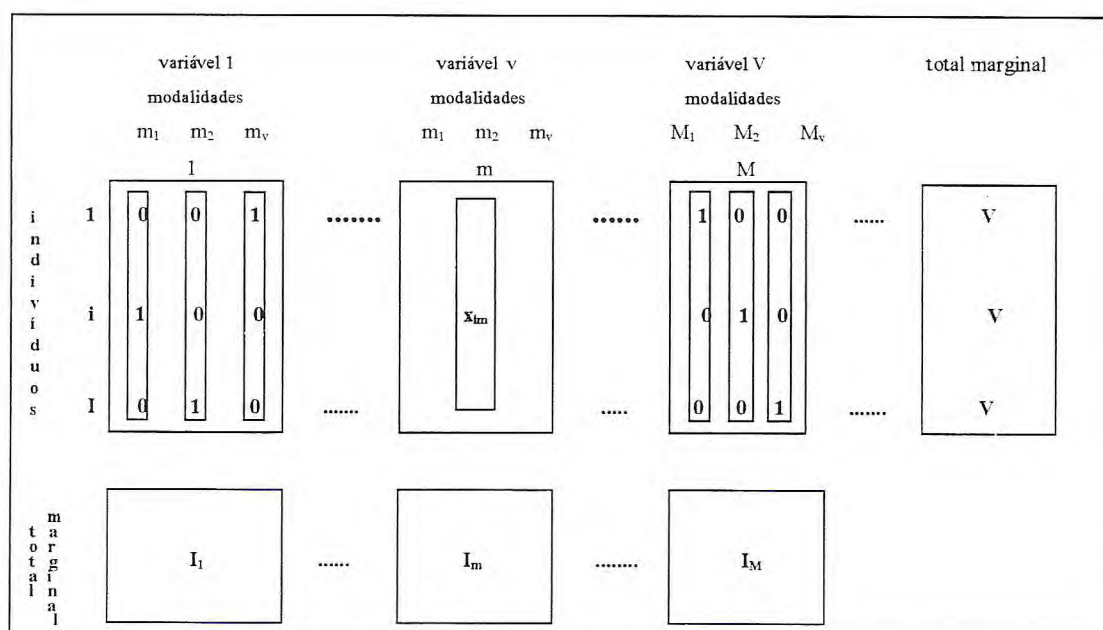 variável 1 variável v variável V total marginal
modalidades modalidades modalidades
m₁ m₂ mᵥ m₁ m₂ mᵥ M₁ M₂ Mᵥ
1 m M
indivíduos
1 0 0 1 ....... ...... 1 0 0 ...... V
i 1 0 0 xᵢₘ 0 1 0 V
I 0 1 0 ....... ..... 0 0 1 ....... V
total marginal
I₁ ...... Iₘ ........ I_M